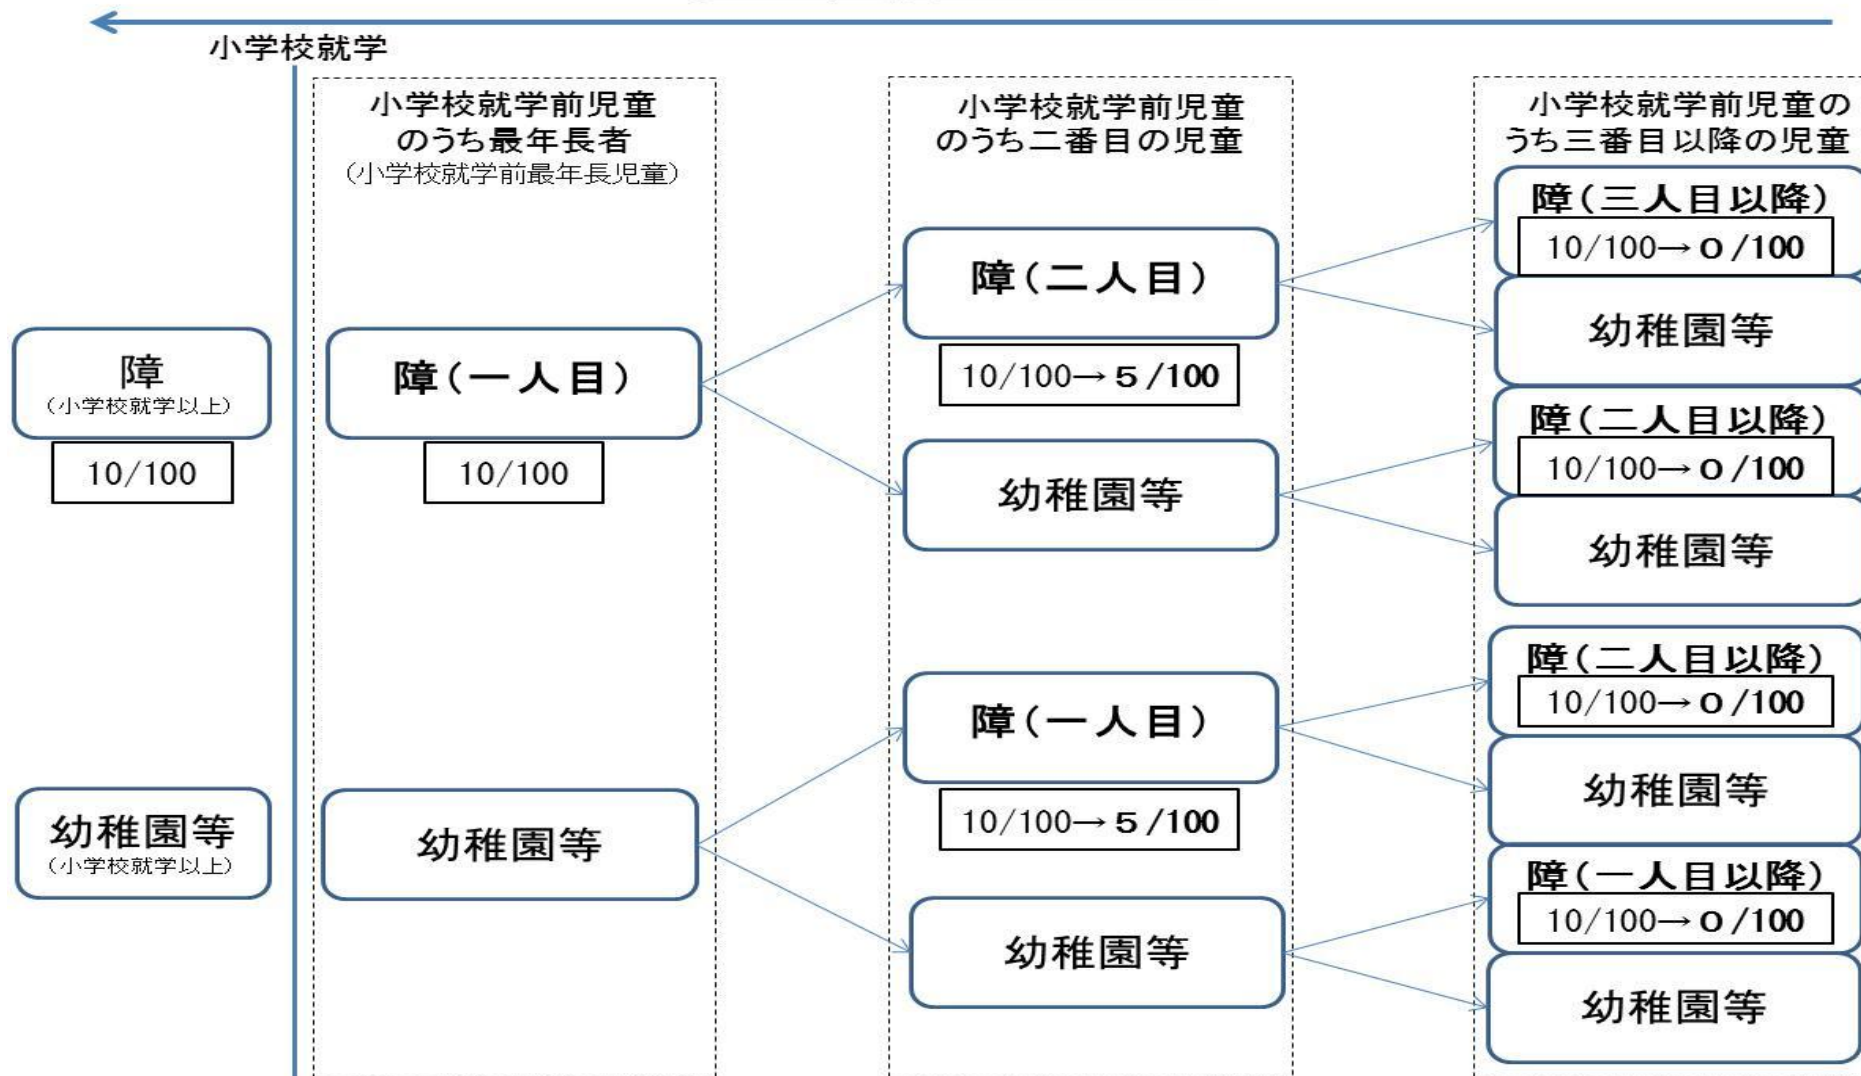 小学校就学
小学校就学前児童
のうち最年長者
（小学校就学前最年長児童）
小学校就学前児童
のうち二番目の児童
小学校就学前児童の
うち三番目以降の児童
障
（小学校就学以上）
10/100
幼稚園等
（小学校就学以上）
障（一人目）
10/100
幼稚園等
障（二人目）
10/100→５/100
幼稚園等
障（一人目）
10/100→５/100
幼稚園等
障（三人目以降）
10/100→０/100
幼稚園等
障（二人目以降）
10/100→０/100
幼稚園等
障（二人目以降）
10/100→０/100
幼稚園等
障（一人目以降）
10/100→０/100
幼稚園等